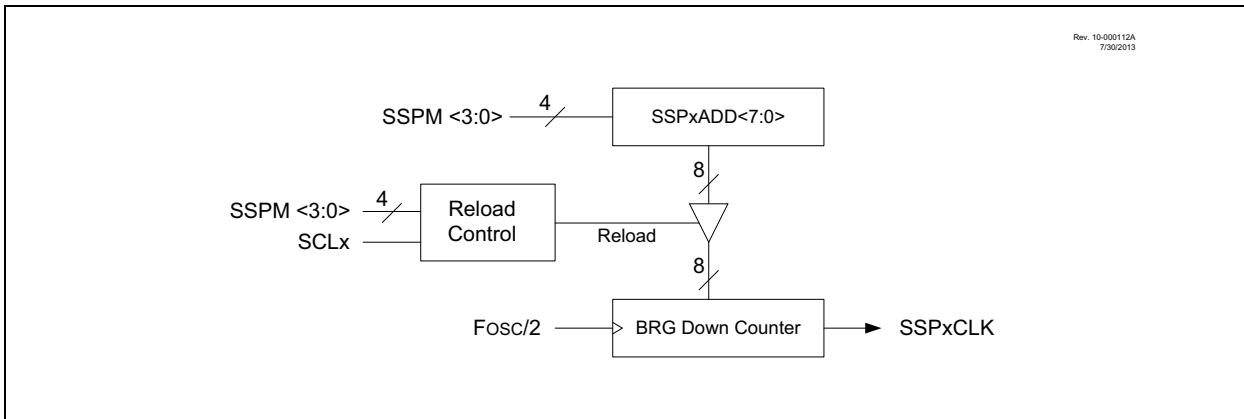 Rev. 10-000112A
7/30/2013
SSPM <3:0>
4
SSPxADD<7:0>
8
SSPM <3:0>
4
SCLx
Reload
Control
Reload
8
FOSC/2
BRG Down Counter
SSPxCLK